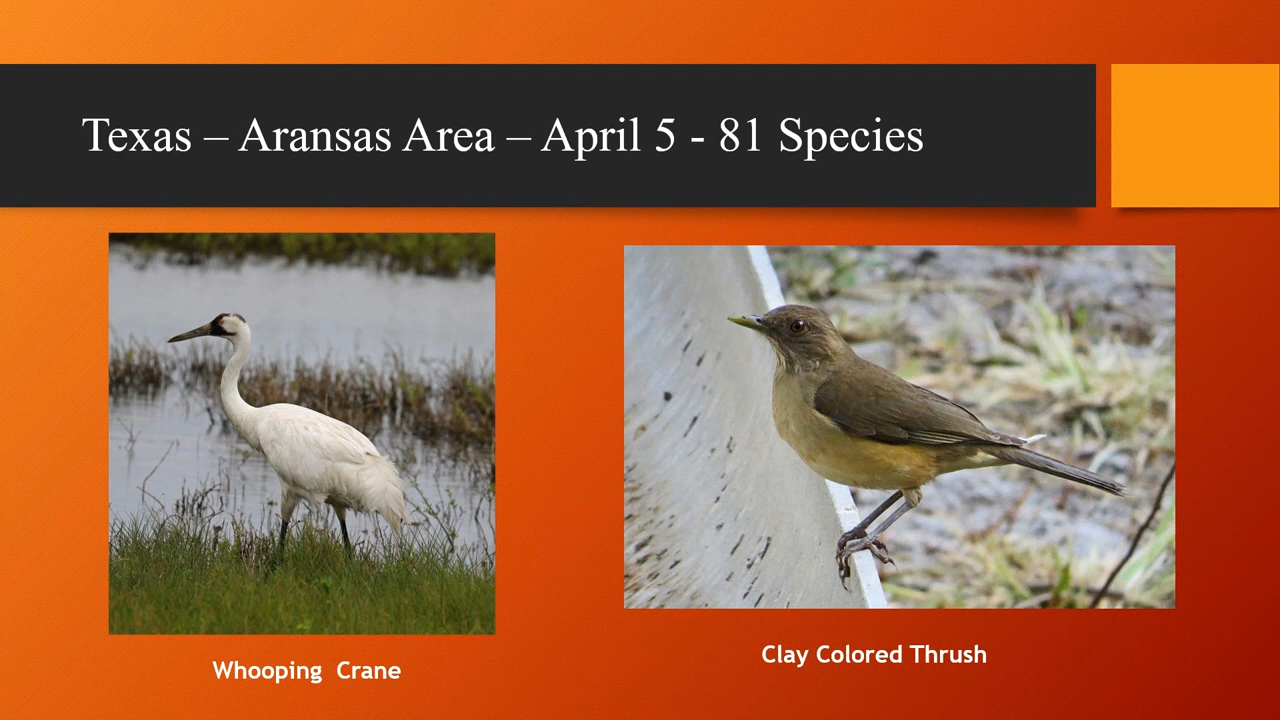 Texas – Aransas Area – April 5 - 81 Species
Whooping  Crane
Clay Colored Thrush